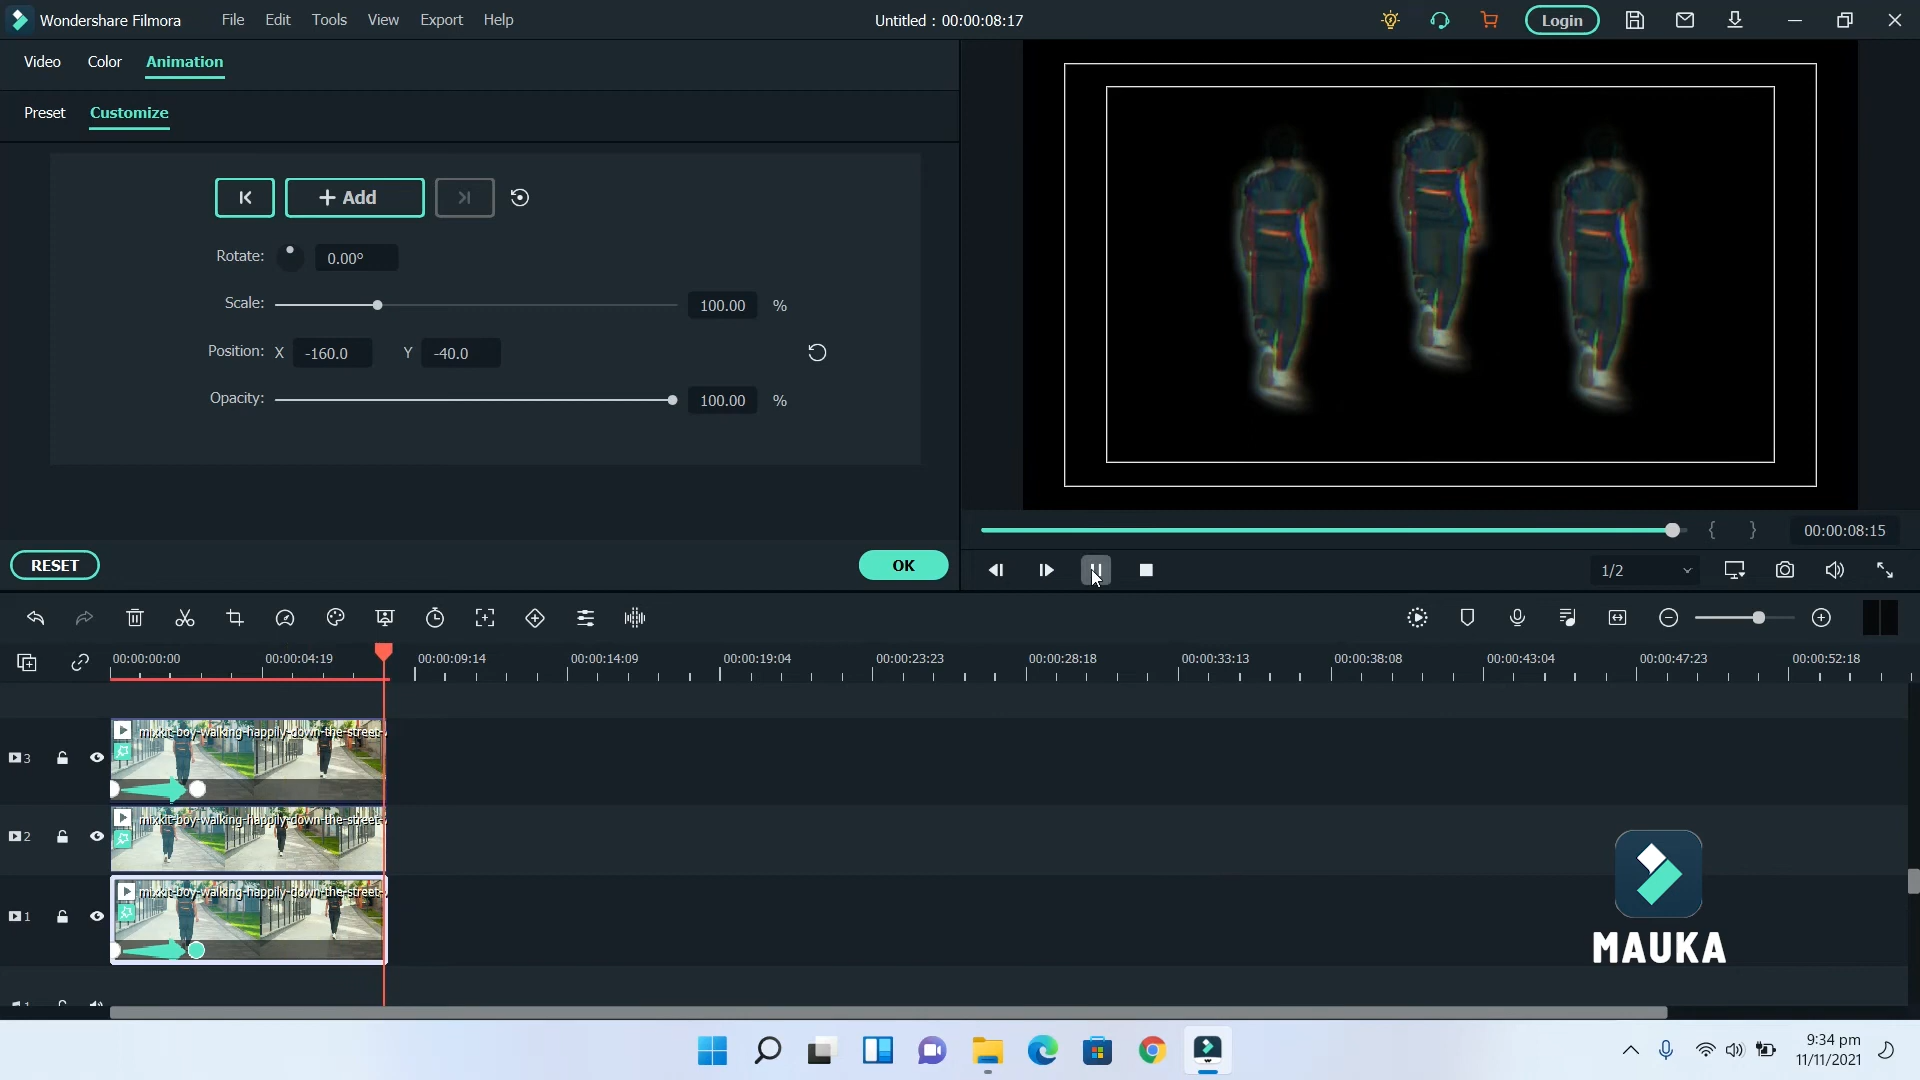 Wondershare Filmora File Edit Tools View Export Help Untitled : 00:00:08:17 Login
Video Color Animation
Preset Customize
Add
Rotate: 0.00°
Scale: 100.00 %
Position: X -160.0 Y -40.0
Opacity: 100.00 %
{ } 00:00:08:15
RESET OK 1/2
00:00:00:00 00:00:04:19 00:00:09:14 00:00:14:09 00:00:19:04 00:00:23:23 00:00:28:18 00:00:33:13 00:00:38:08 00:00:43:04 00:00:47:23 00:00:52:18
mixkit-boy-walking-happily-down-the-street-
3
mixkit-boy-walking-happily-down-the-street-
2
mixkit-boy-walking-happily-down-the-street-
1
MAUKA
9:34 pm
11/11/2021